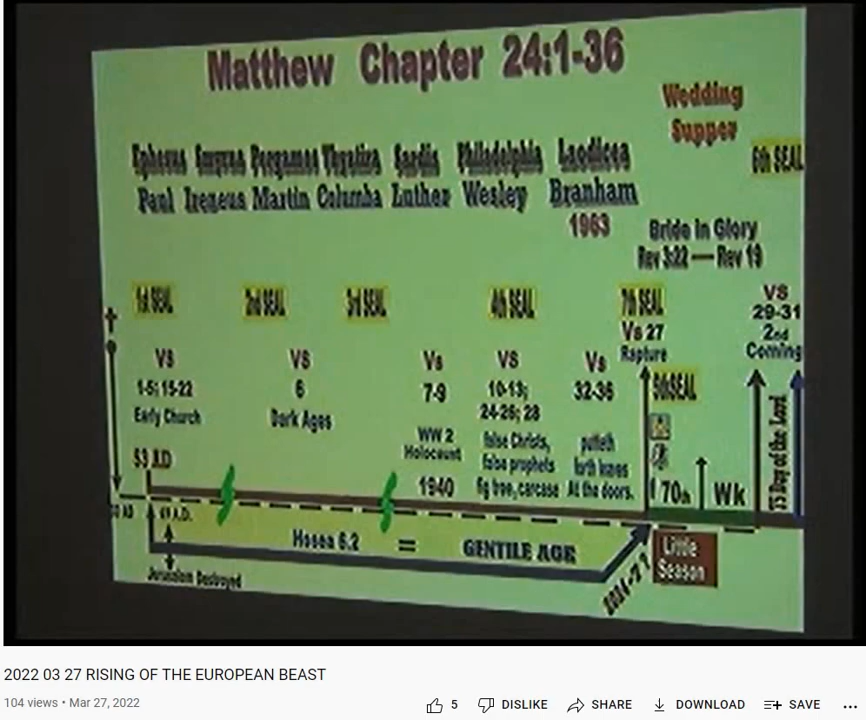 Matthew Chapter 24:1-36
Wedding
Supper
6th SEAL
Ephesus Smyrna Pergamos Thyatira Sardis Philadelphia Laodicea
Paul Ireneus Martin Columba Luther Wesley Branham
1963
Bride in Glory
Rev 3:22 — Rev 19
1st SEAL 2nd SEAL 3rd SEAL 4th SEAL 7th SEAL
VS
1-5; 15-22
Early Church
VS
6
Dark Ages
Vs
7-9
WW 2
Holocaust
1940
VS
10-13;
24-26; 28
false Christs,
false prophets
fig tree, carcase
Vs
32-36
putteth
forth leaves
At the doors.
Vs 27
Rapture
5thSEAL
VS
29-31
2nd
Coming
75 Day of the Lord
70th Wk
53 A.D
A.D.
Hosea 6.2 = GENTILE AGE
Jerusalem Destroyed
Little
Season
2022 03 27 RISING OF THE EUROPEAN BEAST
104 views • Mar 27, 2022
5 DISLIKE SHARE DOWNLOAD SAVE